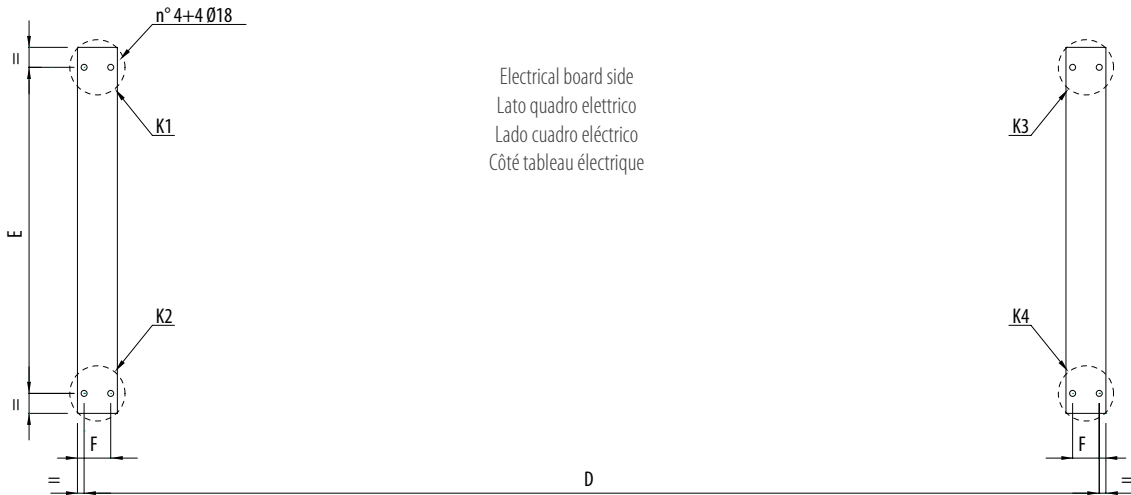 n° 4+4 Ø18
=
Electrical board side
Lato quadro elettrico
Lado cuadro eléctrico
Côté tableau électrique
K1
K3
E
K2
K4
=
F
F
=
D
=